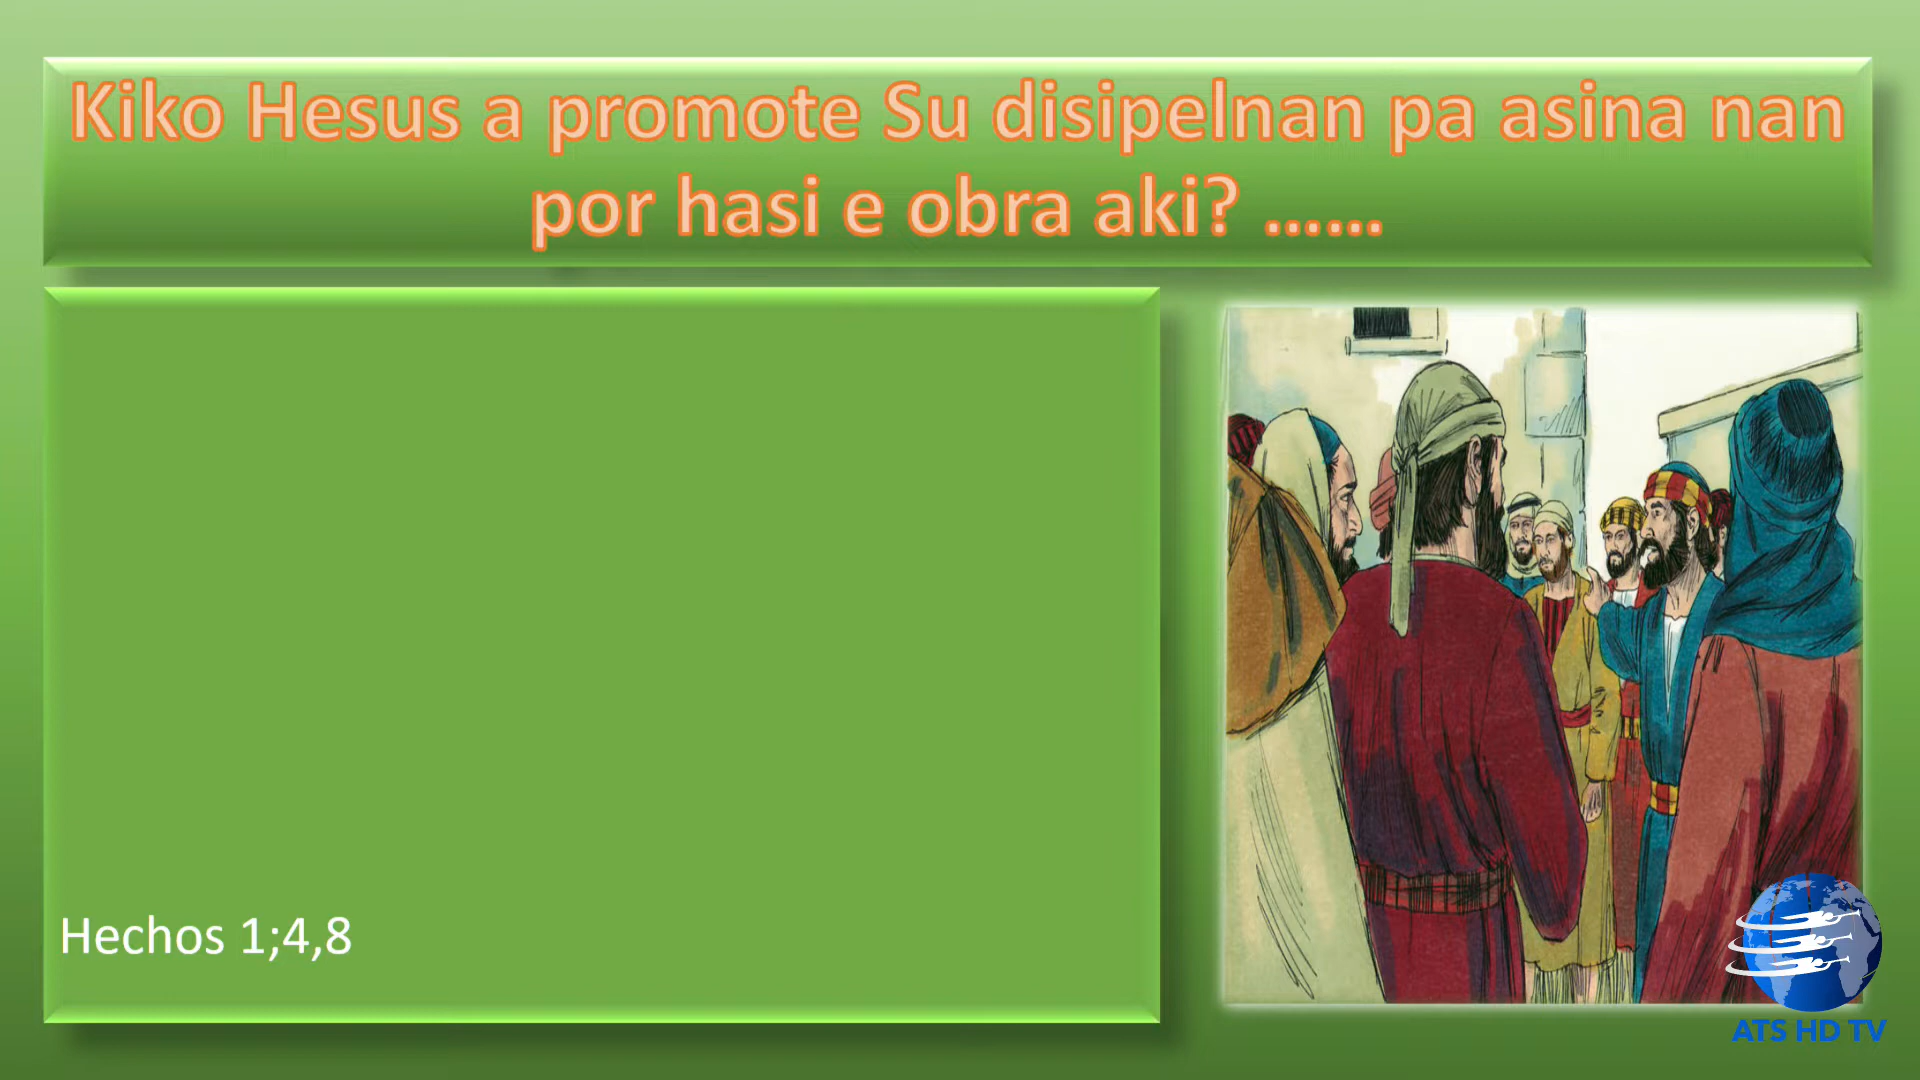 Kiko Hesus a promote Su disipelnan pa asina nan
por hasi e obra aki? ......
Hechos 1;4,8
ATS HD TV